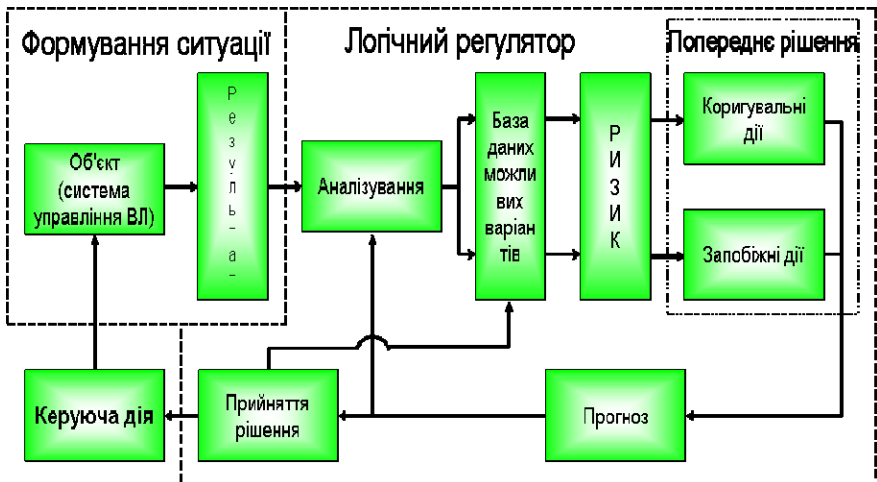 Формування ситуації
Логічний регулятор
Попереднє рішення
Об'єкт
(система
управління ВЛ)
Аналізування
База
даних
можли
вих
варіан
тів
Р
И
З
И
К
Коригувальні
дії
Запобіжні дії
Керуюча дія
Прийняття
рішення
Прогноз